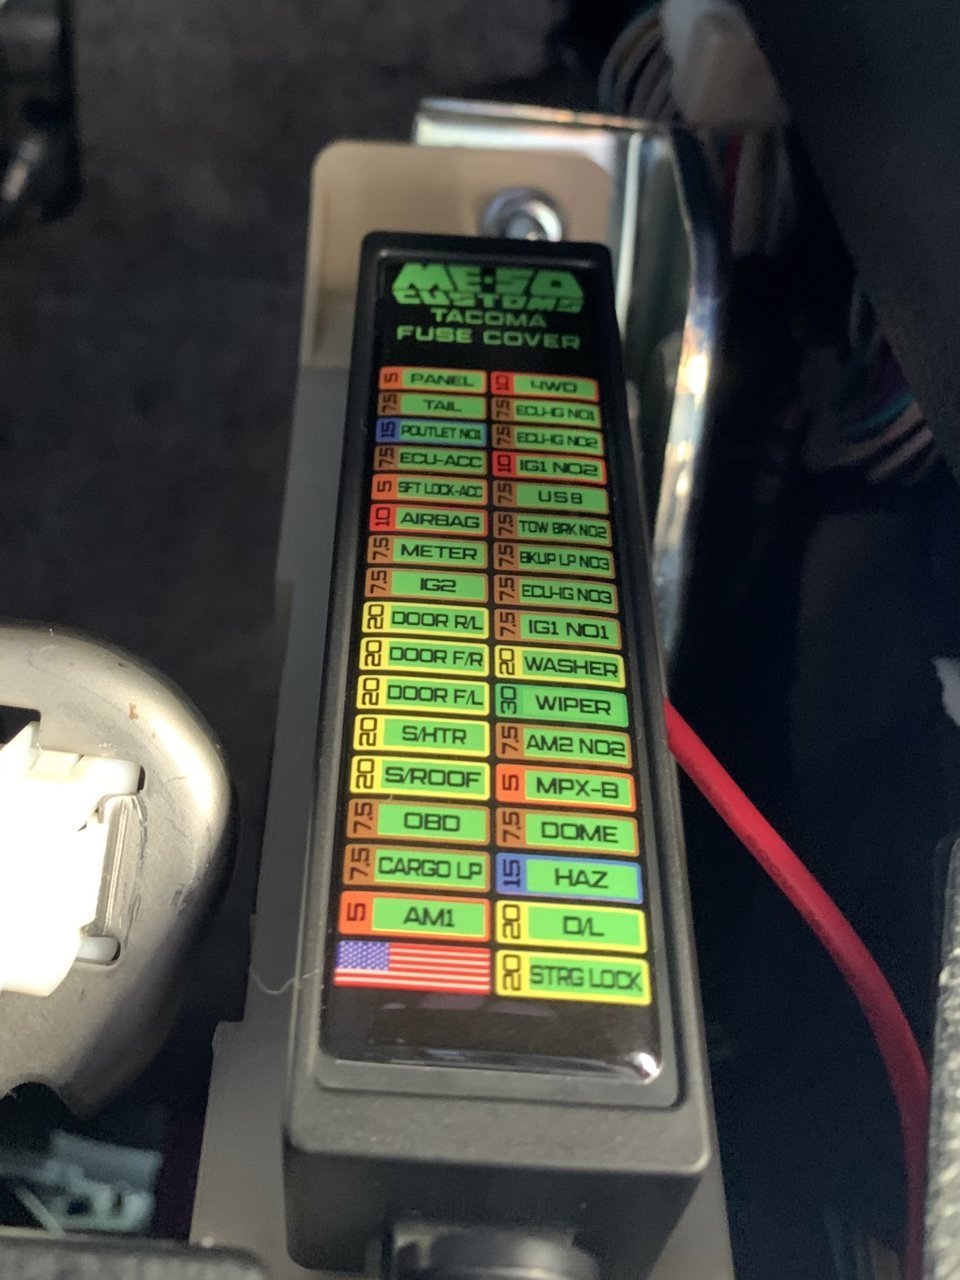 MESO
CUSTOMS
TACOMA
FUSE COVER
5 PANEL 10 4WD
7.5 TAIL 7.5 ECU-IG NO1
15 POUTLET NO1 7.5 ECU-IG NO2
7.5 ECU-ACC 10 IG1 NO2
5 SFT LOCK-ACC 7.5 USB
10 AIRBAG 7.5 TOW BRK NO2
7.5 METER 7.5 BKUP LP NO3
7.5 IG2 7.5 ECU-IG NO3
20 DOOR R/L 7.5 IG1 NO1
20 DOOR F/R 20 WASHER
20 DOOR F/L 30 WIPER
20 S/HTR 7.5 AM2 NO2
20 S/ROOF 5 MPX-B
7.5 OBD 7.5 DOME
7.5 CARGO LP 15 HAZ
5 AM1 20 D/L
20 STRG LOCK